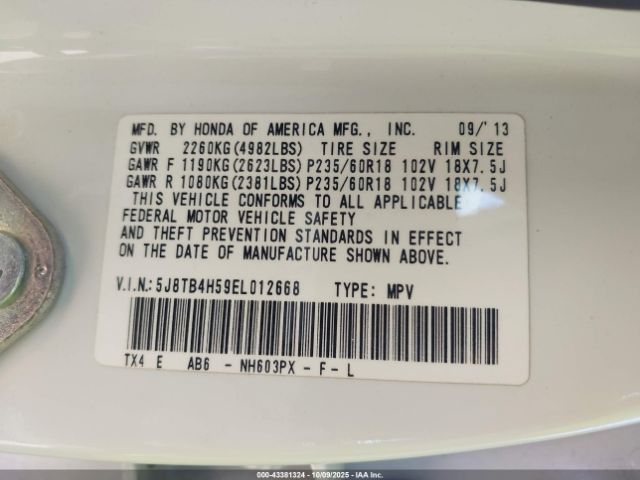 MFD. BY HONDA OF AMERICA MFG., INC. 09/'13
GVWR 2260KG(4982LBS) TIRE SIZE RIM SIZE
GAWR F 1190KG(2623LBS) P235/60R18 102V 18X7.5J
GAWR R 1080KG(2381LBS) P235/60R18 102V 18X7.5J
THIS VEHICLE CONFORMS TO ALL APPLICABLE
FEDERAL MOTOR VEHICLE SAFETY
AND THEFT PREVENTION STANDARDS IN EFFECT
ON THE DATE OF MANUFACTURE SHOWN ABOVE.
V.I.N.:5J8TB4H59EL012668 TYPE: MPV
TX4 E AB6 - NH603PX - F - L
© - 43381324 - 10/09/2025 - IAA Inc.